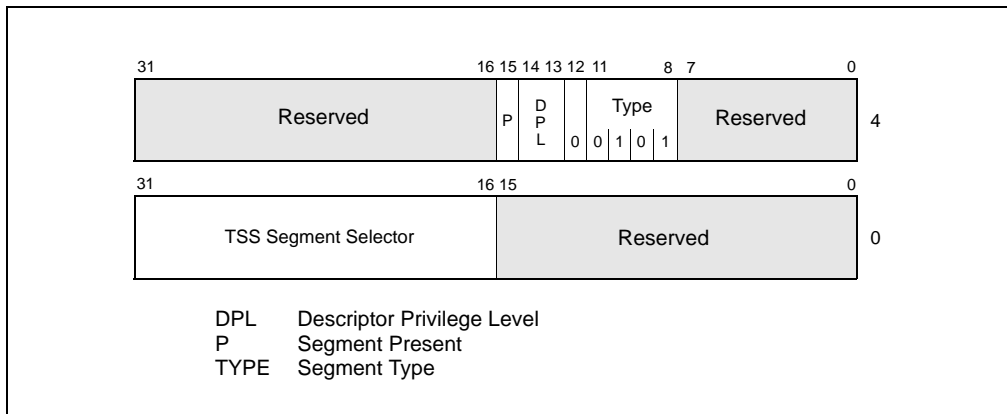 31 16 15 14 13 12 11 8 7 0
Reserved P DPL 0 Type 0 1 0 1 Reserved 4
31 16 15 0
TSS Segment Selector Reserved 0
DPL Descriptor Privilege Level
P Segment Present
TYPE Segment Type